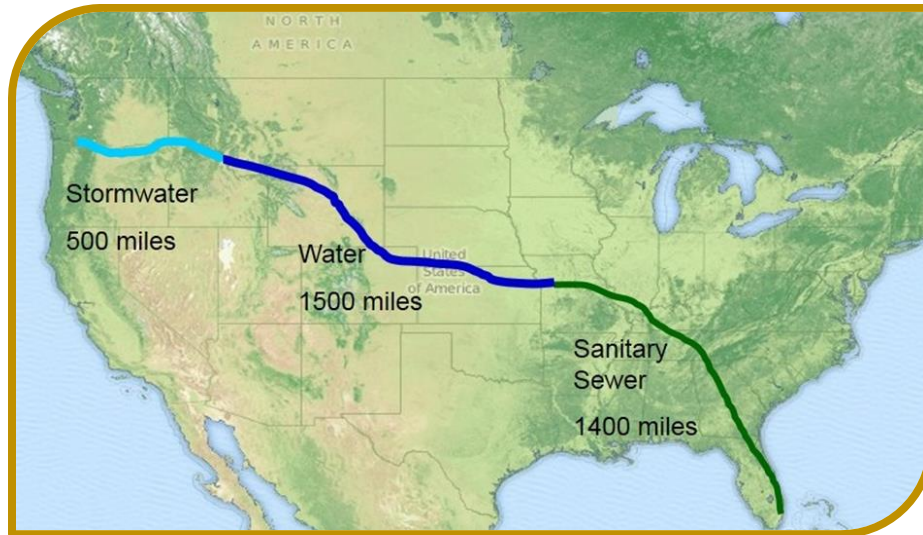 NORTH
AMERICA
Stormwater
500 miles
Water
1500 miles
United
States
of America
Sanitary
Sewer
1400 miles